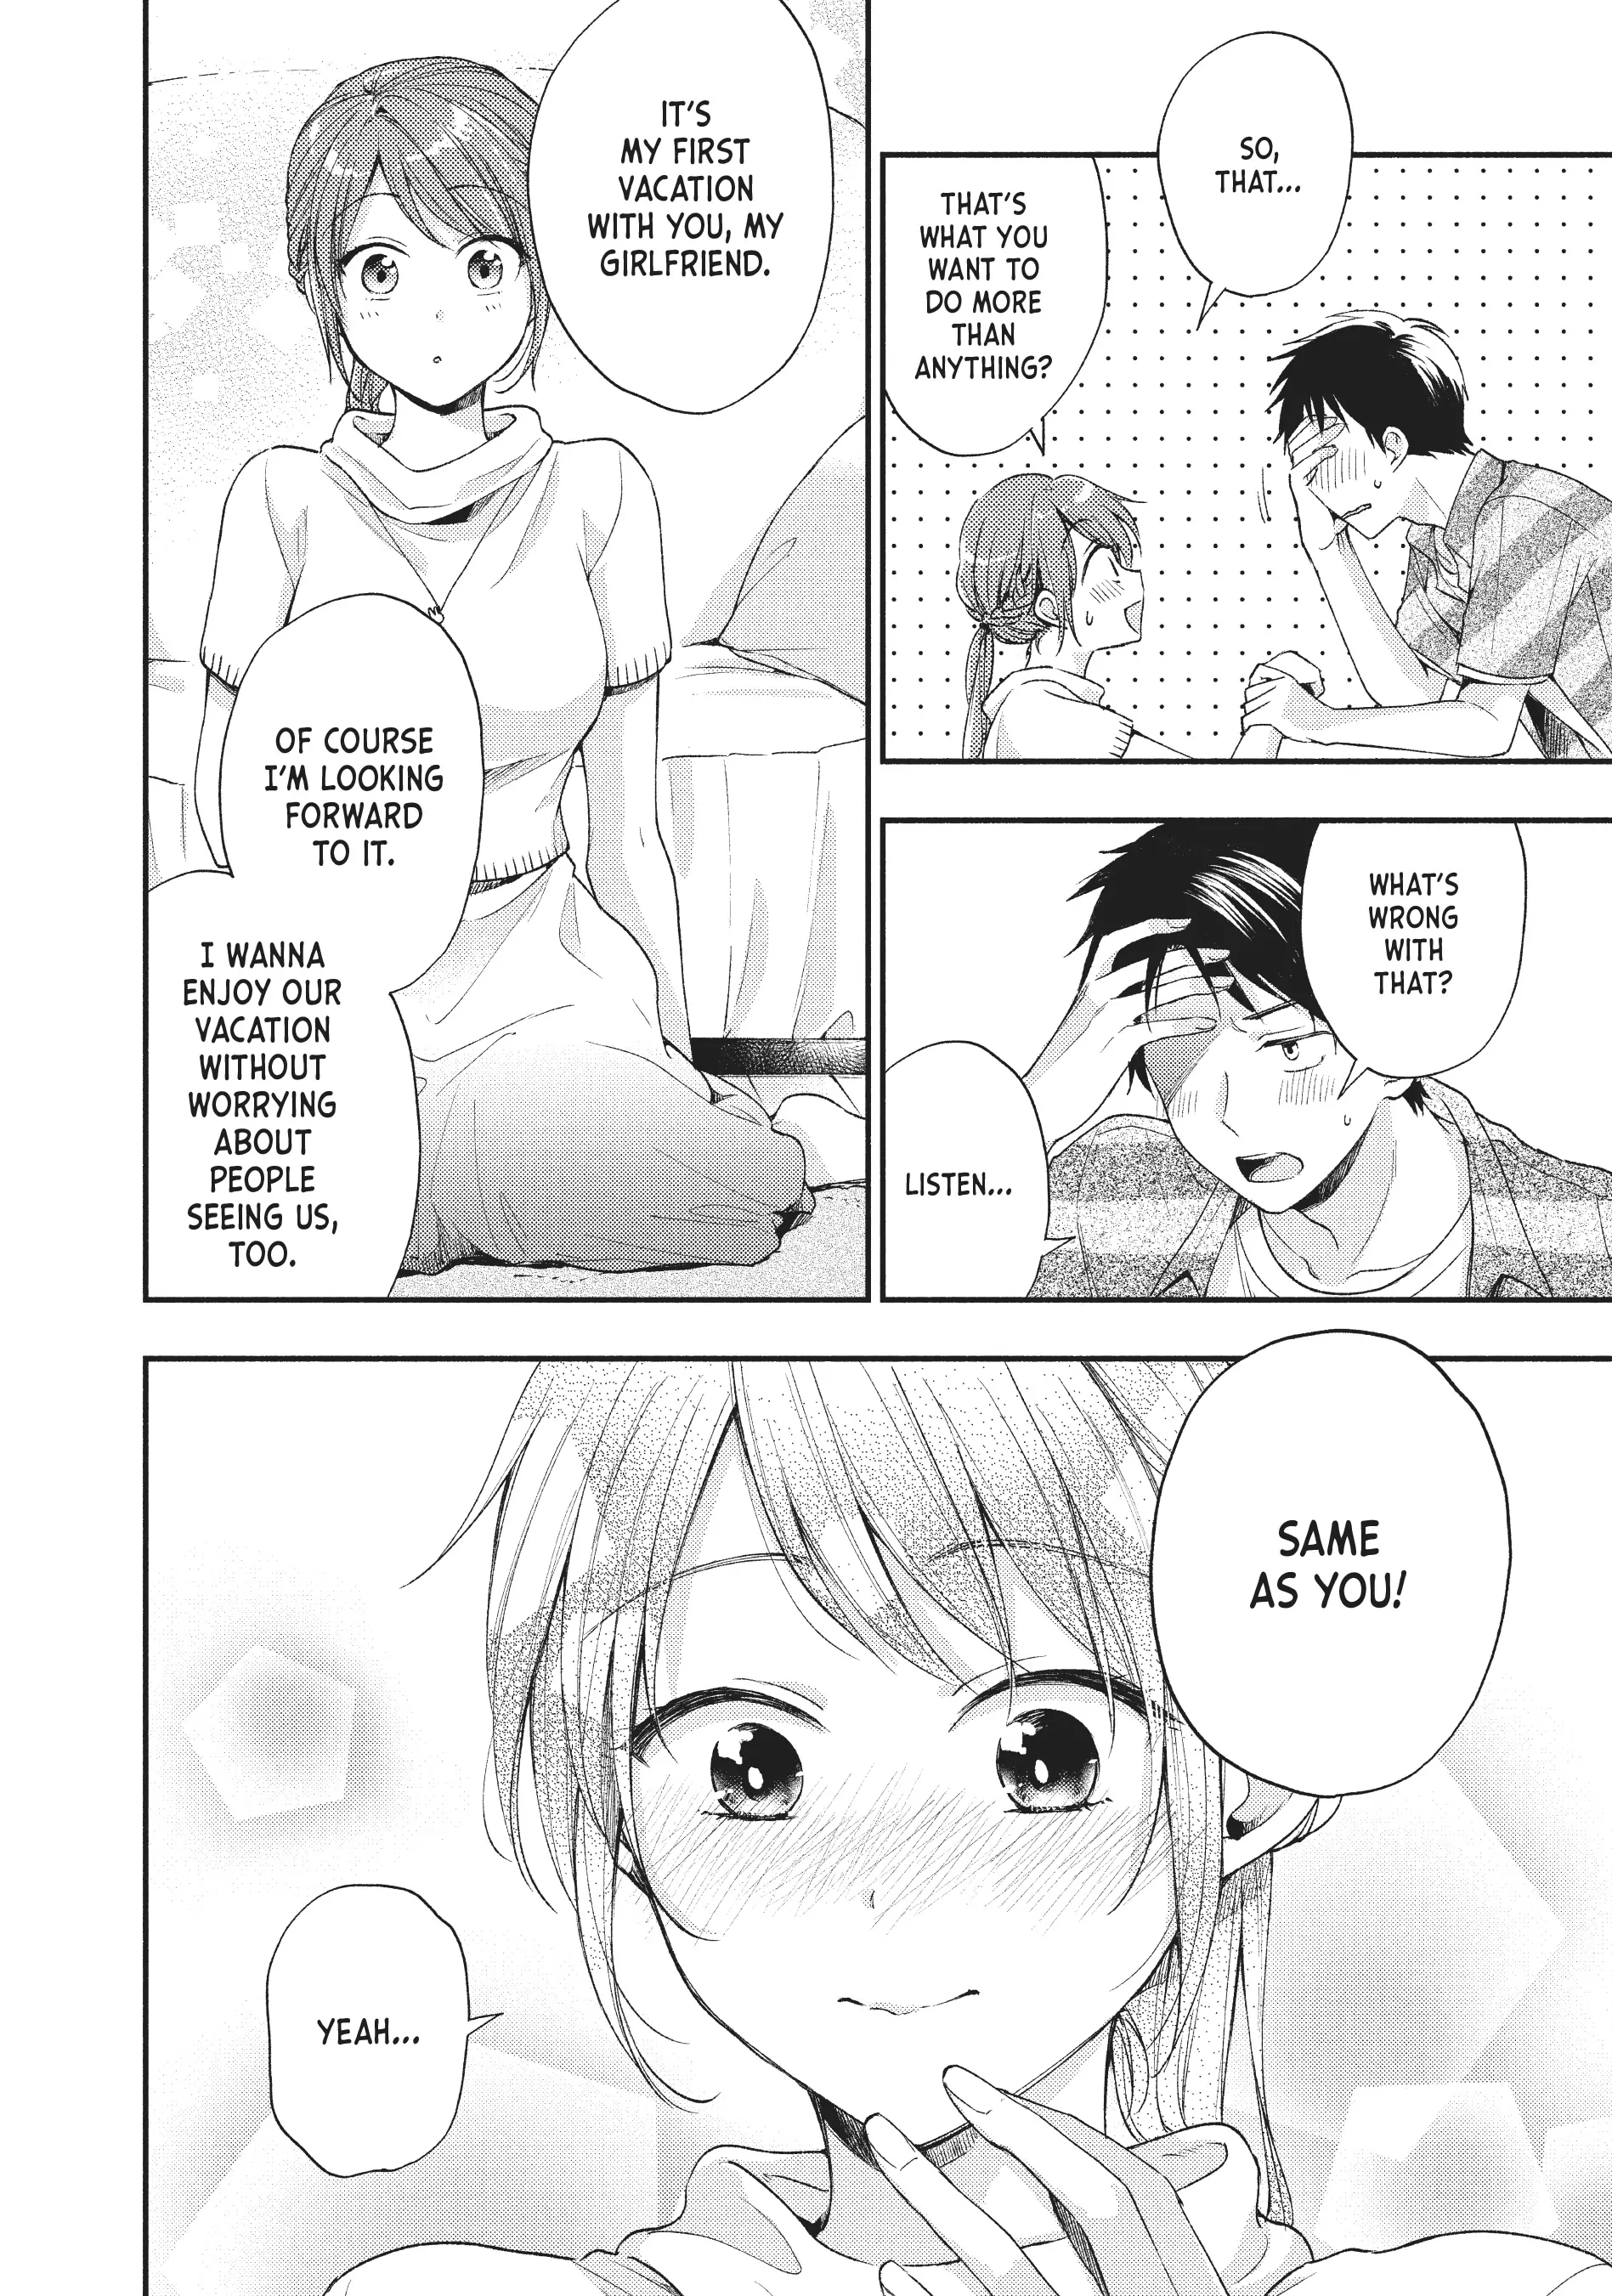 SO,
THAT...
THAT'S
WHAT YOU
WANT TO
DO MORE
THAN
ANYTHING?
WHAT'S
WRONG
WITH
THAT?
LISTEN...
IT'S
MY FIRST
VACATION
WITH YOU, MY
GIRLFRIEND.
OF COURSE
I'M LOOKING
FORWARD
TO IT.
I WANNA
ENJOY OUR
VACATION
WITHOUT
WORRYING
ABOUT
PEOPLE
SEEING US,
TOO.
SAME
AS YOU!
YEAH...